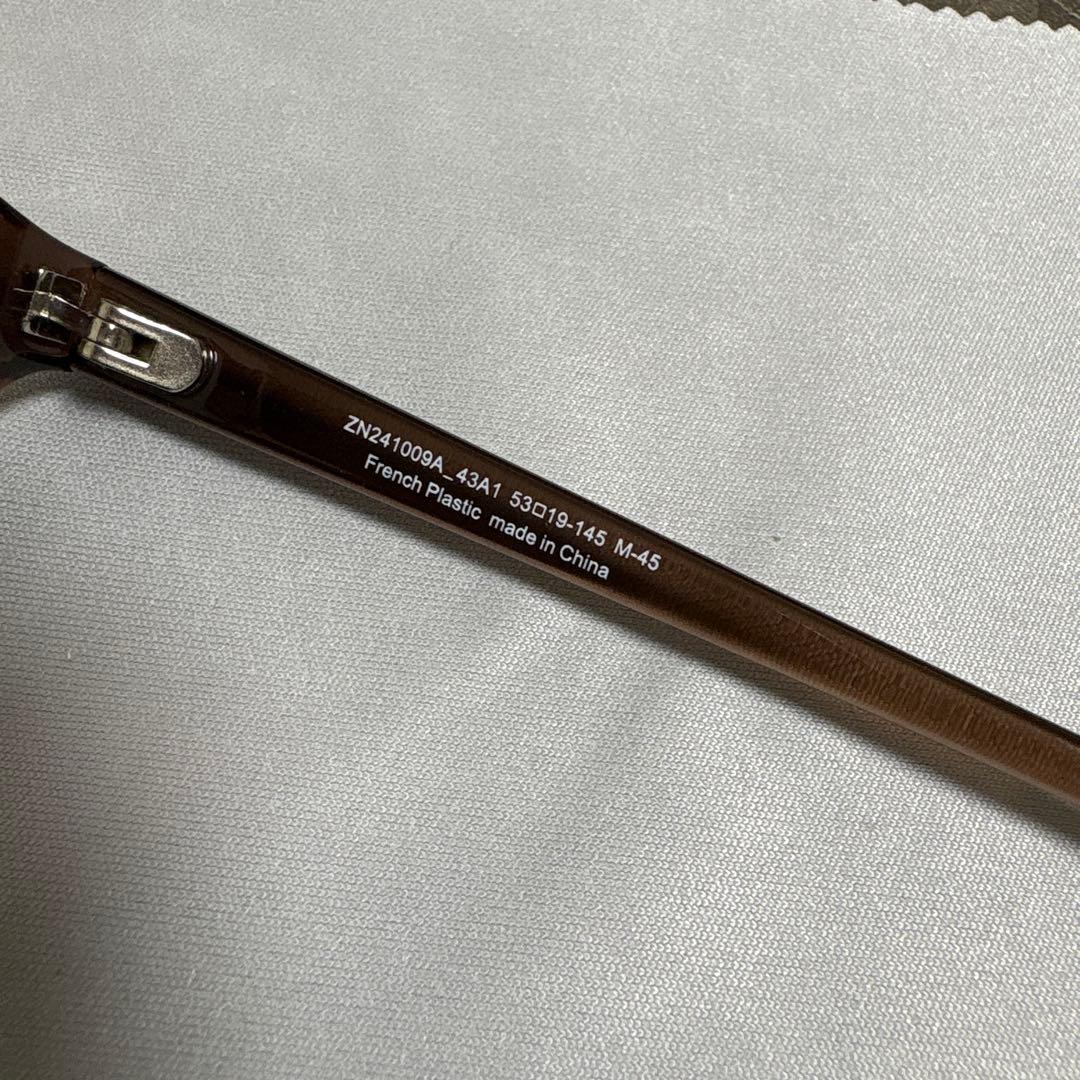 ZN241009A_43A1 53□19-145 M-45
French Plastic made in China